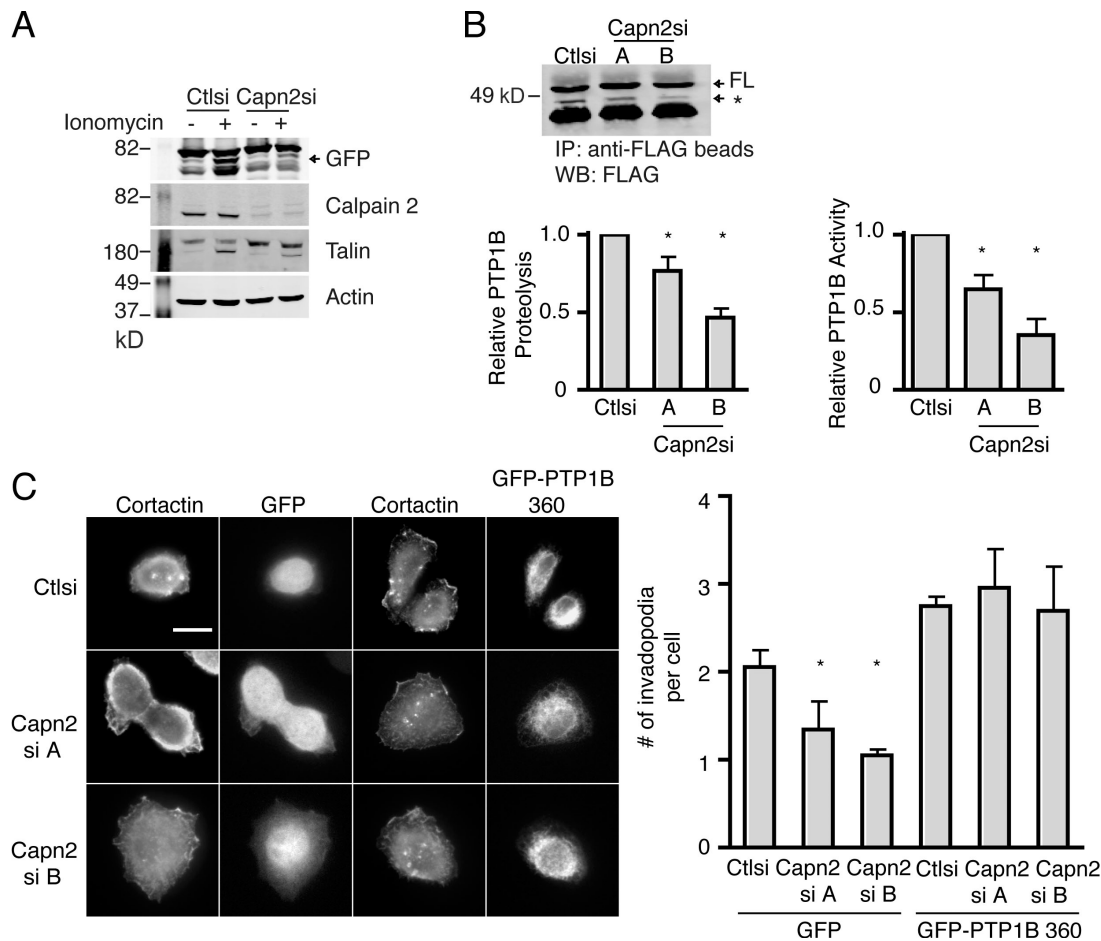 A
Ctlsi Capn2si
Ionomycin - + - +
82
GFP
82
Calpain 2
180
Talin
49
Actin
37
kD
B
Capn2si
Ctlsi A B
FL
49 kD
*
IP: anti-FLAG beads
WB: FLAG
Relative PTP1B
Proteolysis
1.0
0.5
0
* *
Ctlsi A B
Capn2si
Relative PTP1B Activity
1.0
0.5
0
* *
Ctlsi A B
Capn2si
C
GFP-PTP1B
Cortactin GFP Cortactin 360
Ctlsi
Capn2
si A
Capn2
si B
# of invadopodia
per cell
4
3
2
1
0
* *
Ctlsi Capn2 Capn2 Ctlsi Capn2 Capn2
si A si B si A si B
GFP GFP-PTP1B 360